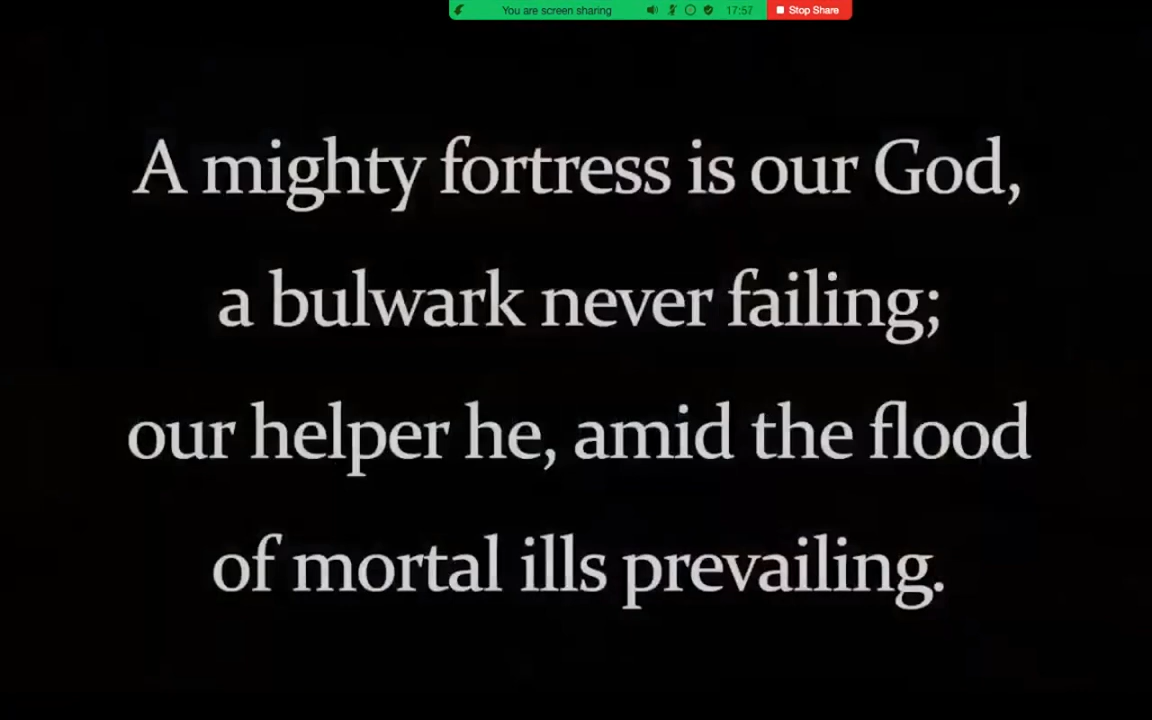 You are screen sharing 17:57 Stop Share
A mighty fortress is our God,
a bulwark never failing;
our helper he, amid the flood
of mortal ills prevailing.